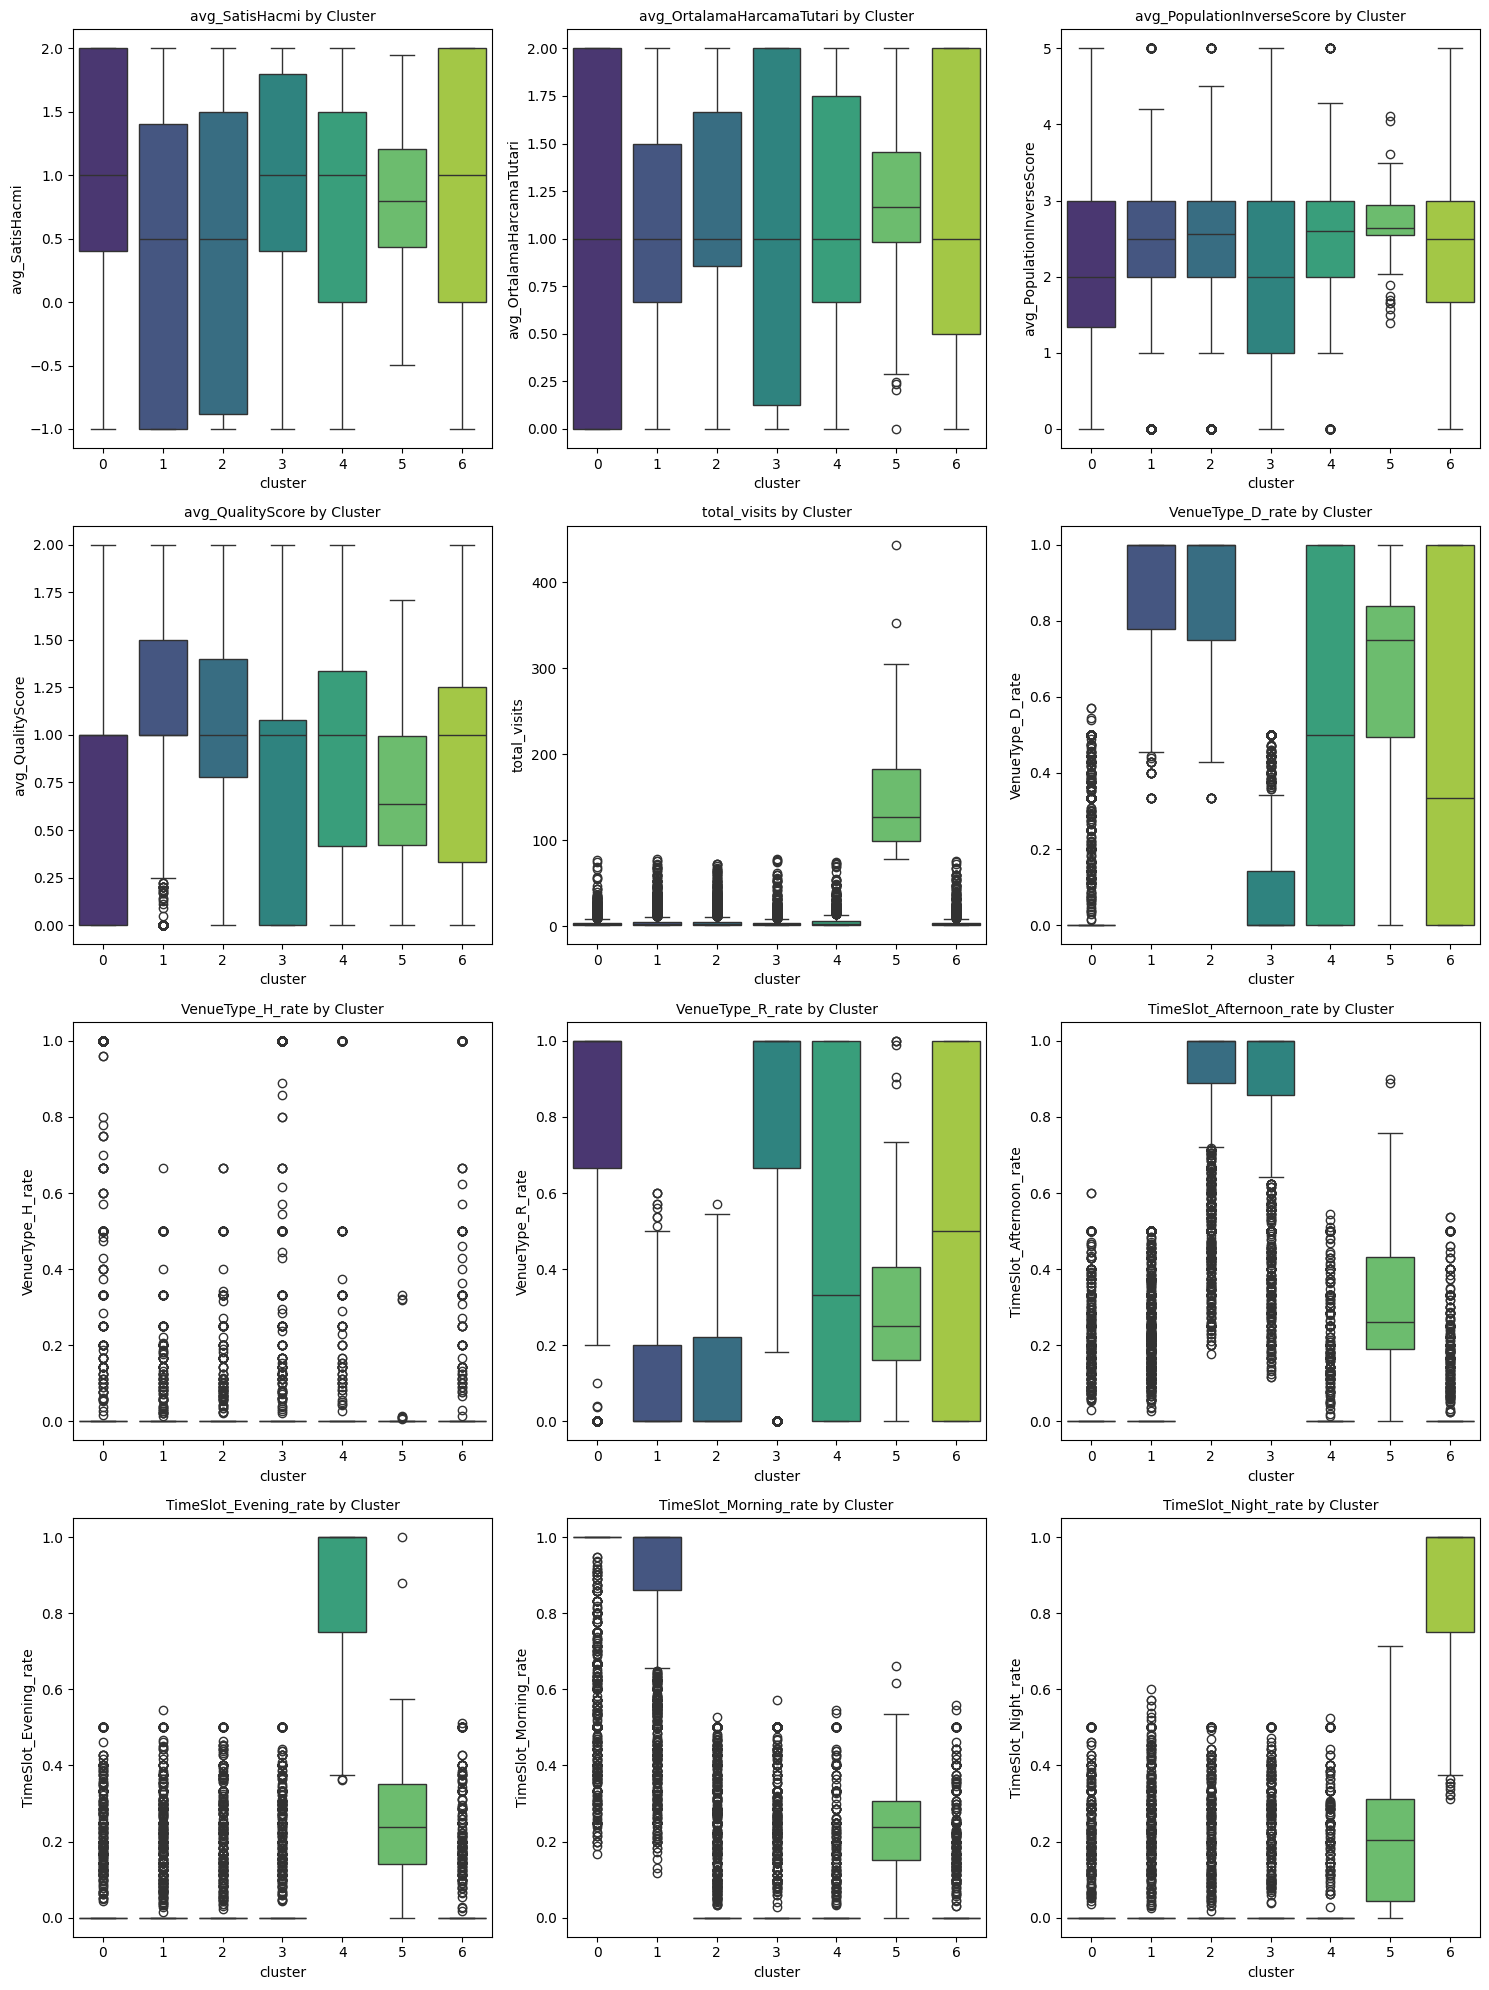 avg_SatisHacmi by Cluster
avg_SatisHacmi
2.0
1.5
1.0
0.5
0.0
−0.5
−1.0
0 1 2 3 4 5 6
cluster
avg_OrtalamaHarcamaTutari by Cluster
avg_OrtalamaHarcamaTutari
2.00
1.75
1.50
1.25
1.00
0.75
0.50
0.25
0.00
0 1 2 3 4 5 6
cluster
avg_PopulationInverseScore by Cluster
avg_PopulationInverseScore
5
4
3
2
1
0
0 1 2 3 4 5 6
cluster
avg_QualityScore by Cluster
avg_QualityScore
2.00
1.75
1.50
1.25
1.00
0.75
0.50
0.25
0.00
0 1 2 3 4 5 6
cluster
total_visits by Cluster
total_visits
400
300
200
100
0
0 1 2 3 4 5 6
cluster
VenueType_D_rate by Cluster
VenueType_D_rate
1.0
0.8
0.6
0.4
0.2
0.0
0 1 2 3 4 5 6
cluster
VenueType_H_rate by Cluster
VenueType_H_rate
1.0
0.8
0.6
0.4
0.2
0.0
0 1 2 3 4 5 6
cluster
VenueType_R_rate by Cluster
VenueType_R_rate
1.0
0.8
0.6
0.4
0.2
0.0
0 1 2 3 4 5 6
cluster
TimeSlot_Afternoon_rate by Cluster
TimeSlot_Afternoon_rate
1.0
0.8
0.6
0.4
0.2
0.0
0 1 2 3 4 5 6
cluster
TimeSlot_Evening_rate by Cluster
TimeSlot_Evening_rate
1.0
0.8
0.6
0.4
0.2
0.0
0 1 2 3 4 5 6
cluster
TimeSlot_Morning_rate by Cluster
TimeSlot_Morning_rate
1.0
0.8
0.6
0.4
0.2
0.0
0 1 2 3 4 5 6
cluster
TimeSlot_Night_rate by Cluster
TimeSlot_Night_rate
1.0
0.8
0.6
0.4
0.2
0.0
0 1 2 3 4 5 6
cluster